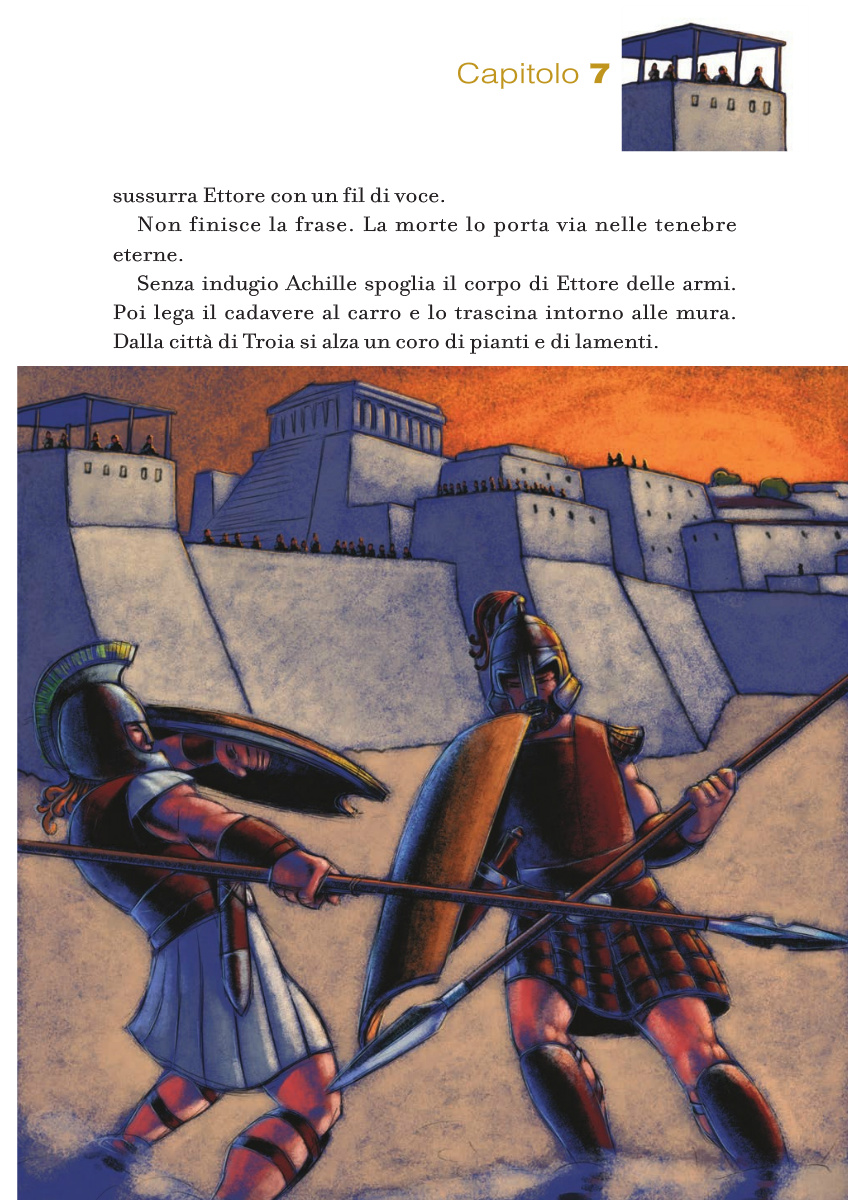 Capitolo 7
sussurra Ettore con un fil di voce.
Non finisce la frase. La morte lo porta via nelle tenebre
eterne.
Senza indugio Achille spoglia il corpo di Ettore delle armi.
Poi lega il cadavere al carro e lo trascina intorno alle mura.
Dalla città di Troia si alza un coro di pianti e di lamenti.